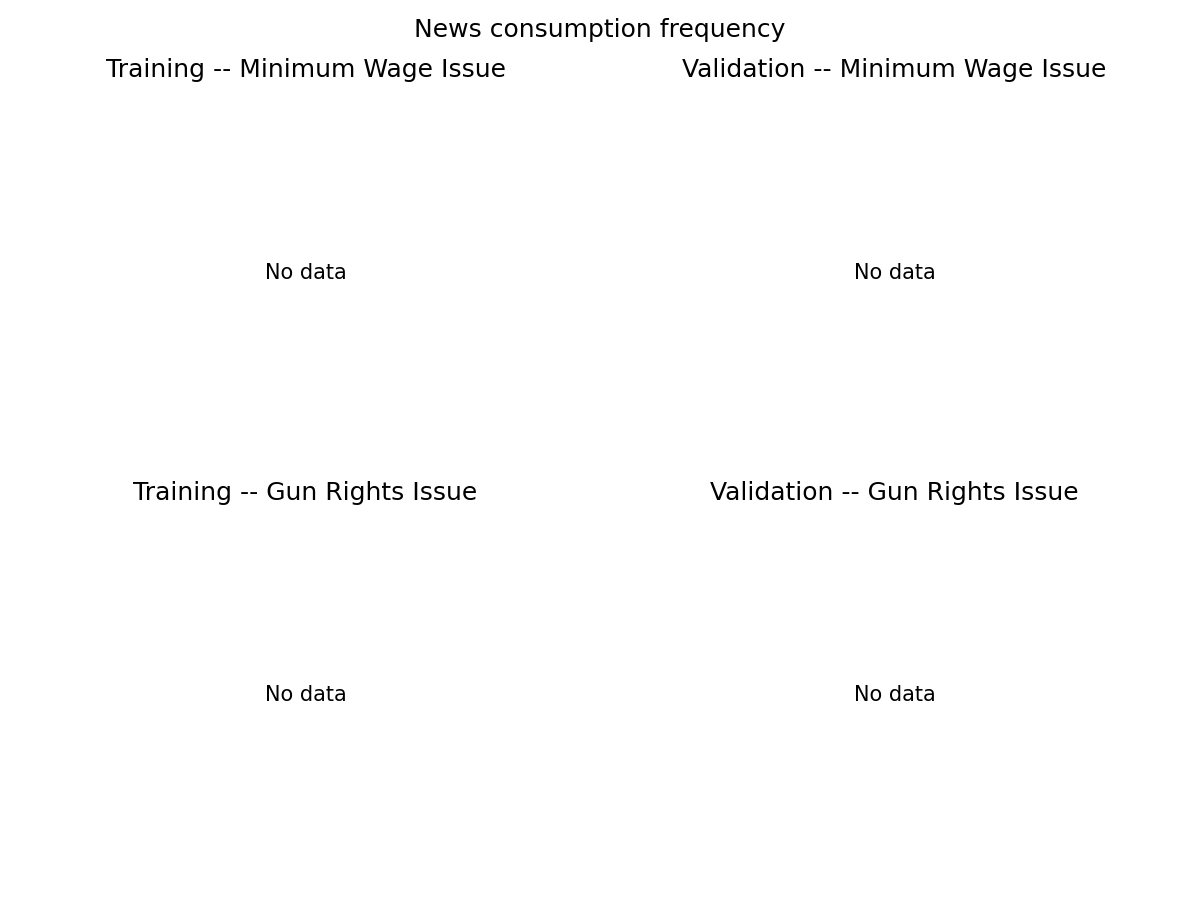 News consumption frequency
Training -- Minimum Wage Issue
Validation -- Minimum Wage Issue
No data
No data
Training -- Gun Rights Issue
Validation -- Gun Rights Issue
No data
No data